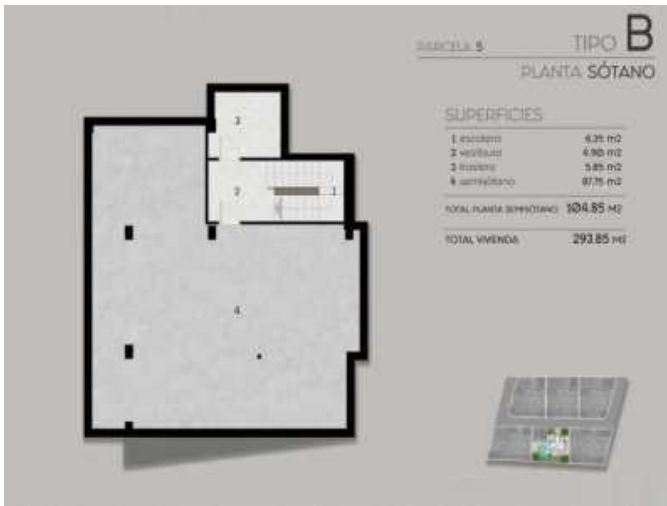 PARCELA 5
TIPO B
PLANTA SÓTANO
SUPERFICIES
1 escalera 6.35 m2
2 vestíbulo 4.90 m2
3 trastero 5.85 m2
4 semisótano 87.75 m2
TOTAL PLANTA SEMISÓTANO 104.85 M2
TOTAL VIVENDA 293.85 M2
3
2
1
4